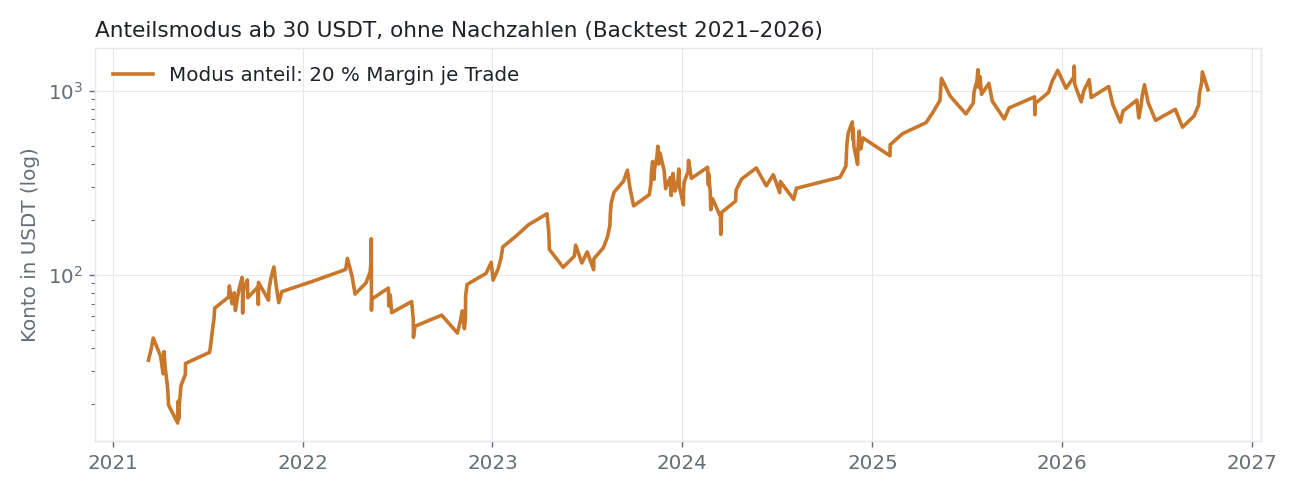 Anteilsmodus ab 30 USDT, ohne Nachzahlen (Backtest 2021–2026)
Modus anteil: 20 % Margin je Trade
Konto in USDT (log)
10³
10²
2021 2022 2023 2024 2025 2026 2027